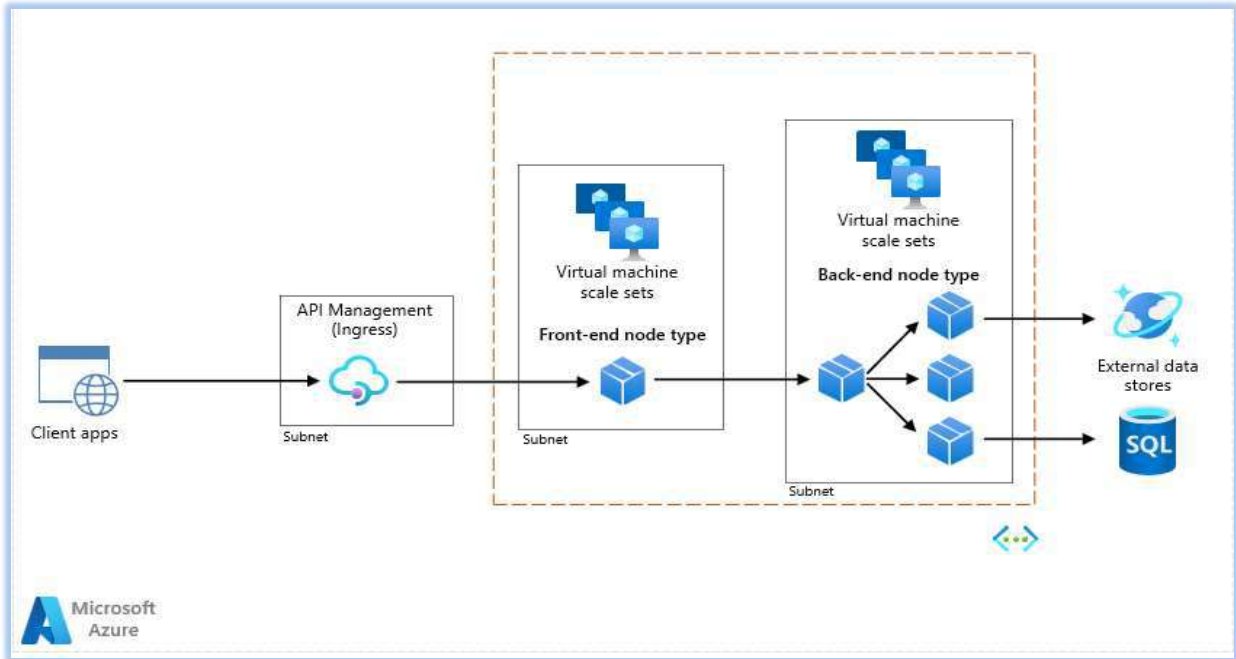 Client apps
API Management
(Ingress)
Subnet
Virtual machine
scale sets
Front-end node type
Subnet
Virtual machine
scale sets
Back-end node type
Subnet
External data
stores
SQL
Microsoft
Azure